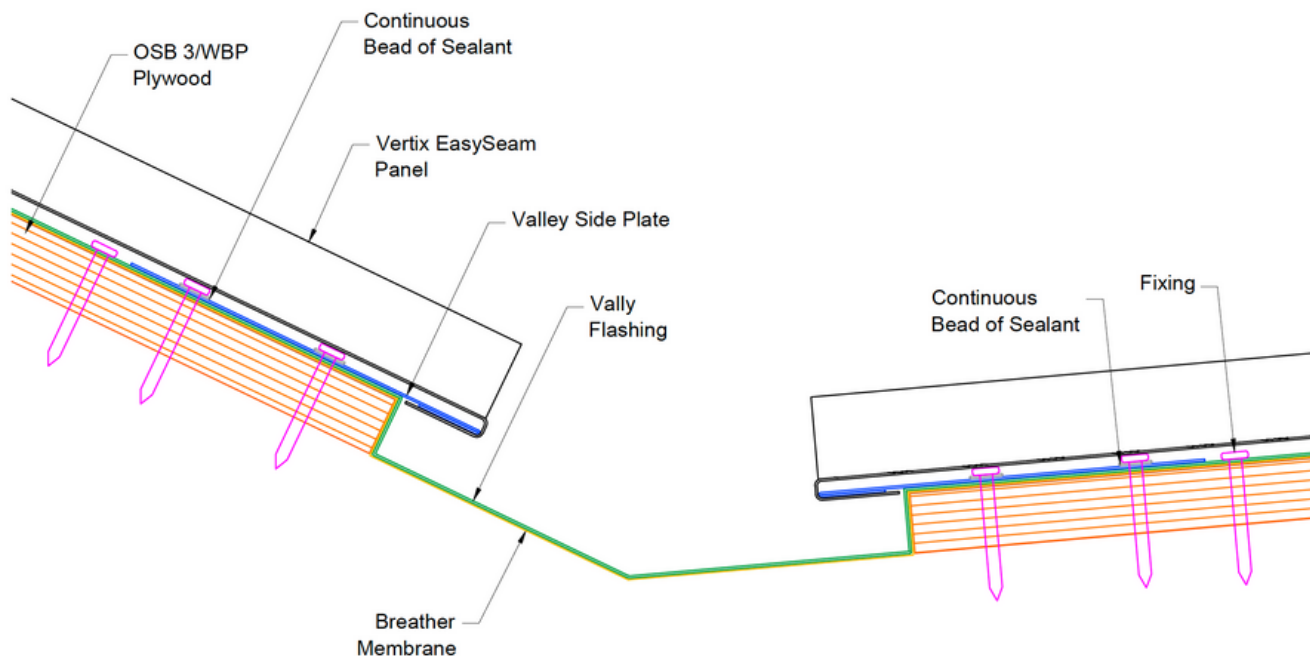 Continuous
Bead of Sealant
OSB 3/WBP
Plywood
Vertix EasySeam
Panel
Valley Side Plate
Vally
Flashing
Continuous
Bead of Sealant
Fixing
Breather
Membrane